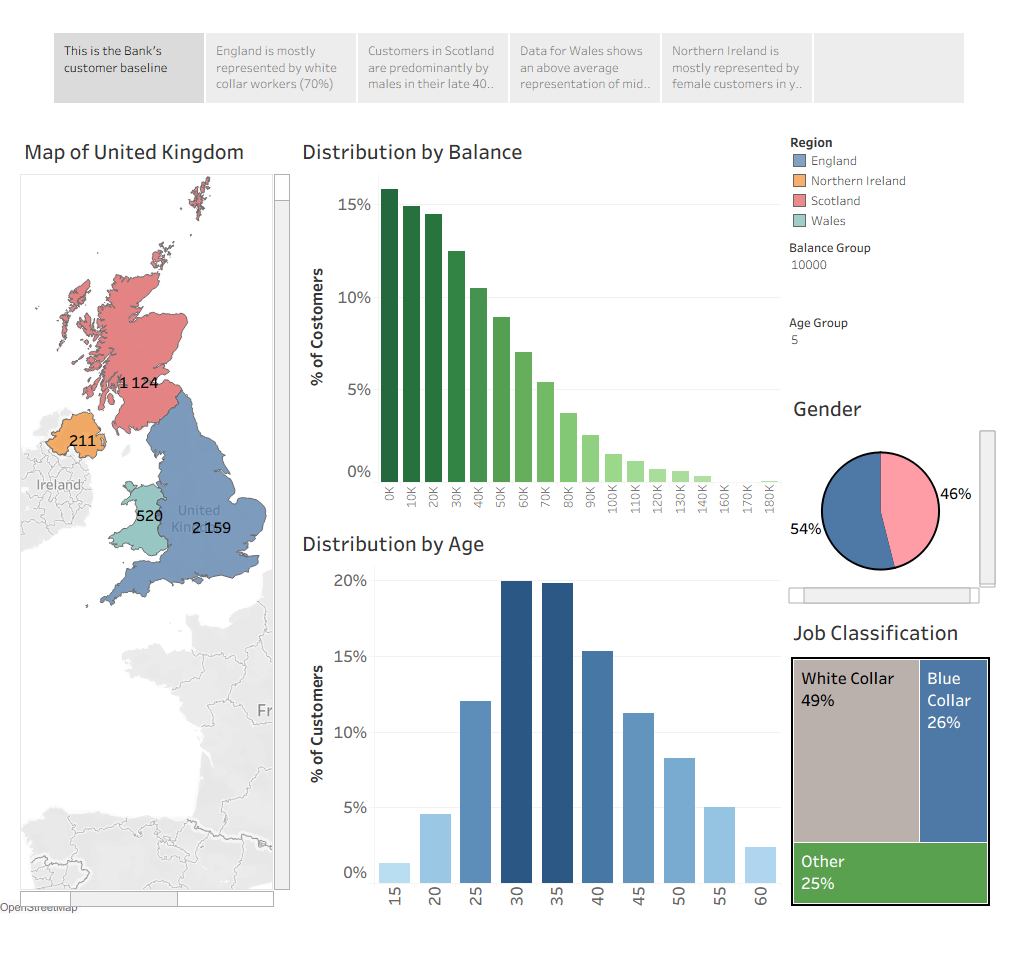 This is the Bank's
customer baseline
England is mostly
represented by white
collar workers (70%)
Customers in Scotland
are predominantly by
males in their late 40..
Data for Wales shows
an above average
representation of mid..
Northern Ireland is
mostly represented by
female customers in y..
Map of United Kingdom
1 124
211
Ireland
520
United
2 159
Fr
OpenStreetMap
Distribution by Balance
% of Costomers
15%
10%
5%
0%
0K
10K
20K
30K
40K
50K
60K
70K
80K
90K
100K
110K
120K
130K
140K
160K
170K
180K
Distribution by Age
% of Customers
20%
15%
10%
5%
0%
15
20
25
30
35
40
45
50
55
60
Region
England
Northern Ireland
Scotland
Wales
Balance Group
10000
Age Group
5
Gender
46%
54%
Job Classification
White Collar
49%
Blue
Collar
26%
Other
25%